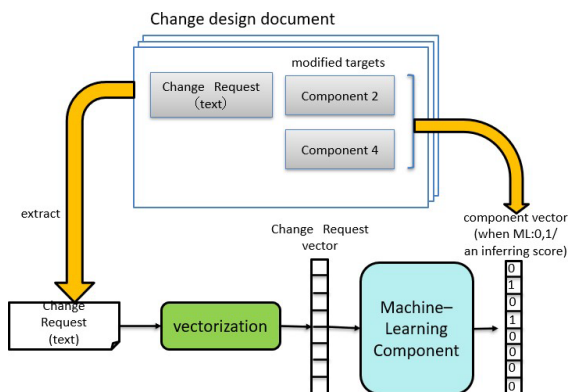 Change design document
modified targets
Change Request
(text)
Component 2
Component 4
extract
Change Request
vector
component vector
(when ML:0,1/
an inferring score)
Change
Request
(text)
vectorization
Machine–
Learning
Component
0
1
0
1
0
0
0
0